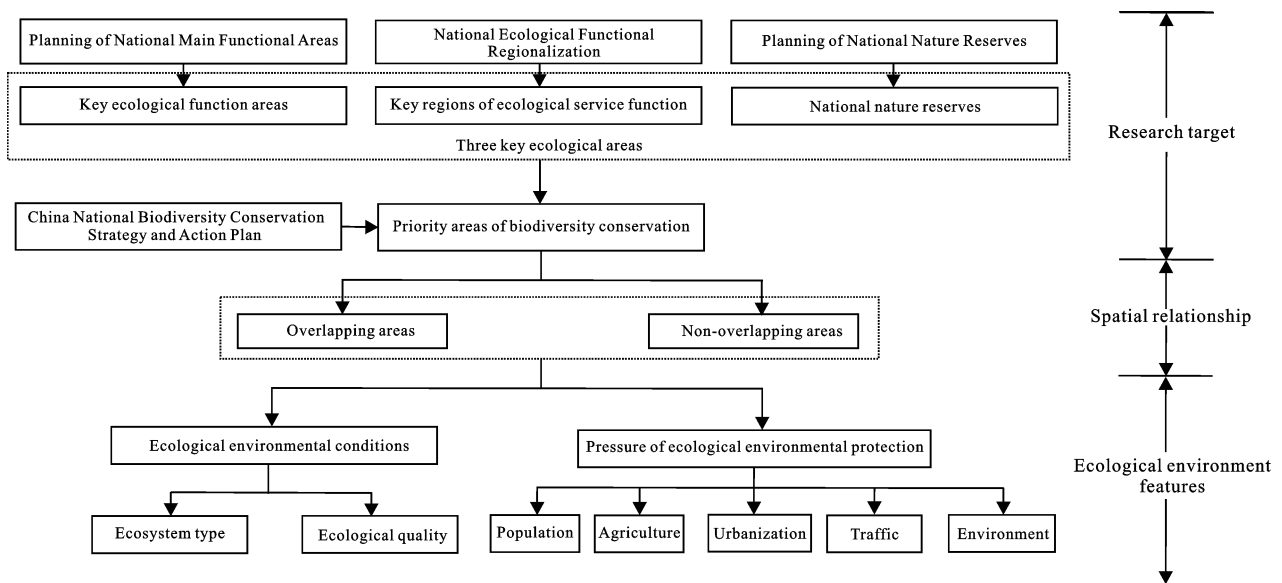 Planning of National Main Functional Areas
National Ecological Functional
Regionalization
Planning of National Nature Reserves
Key ecological function areas
Key regions of ecological service function
National nature reserves
Three key ecological areas
Research target
China National Biodiversity Conservation
Strategy and Action Plan
Priority areas of biodiversity conservation
Overlapping areas
Non-overlapping areas
Spatial relationship
Ecological environmental conditions
Pressure of ecological environmental protection
Ecological environment
features
Ecosystem type
Ecological quality
Population
Agriculture
Urbanization
Traffic
Environment